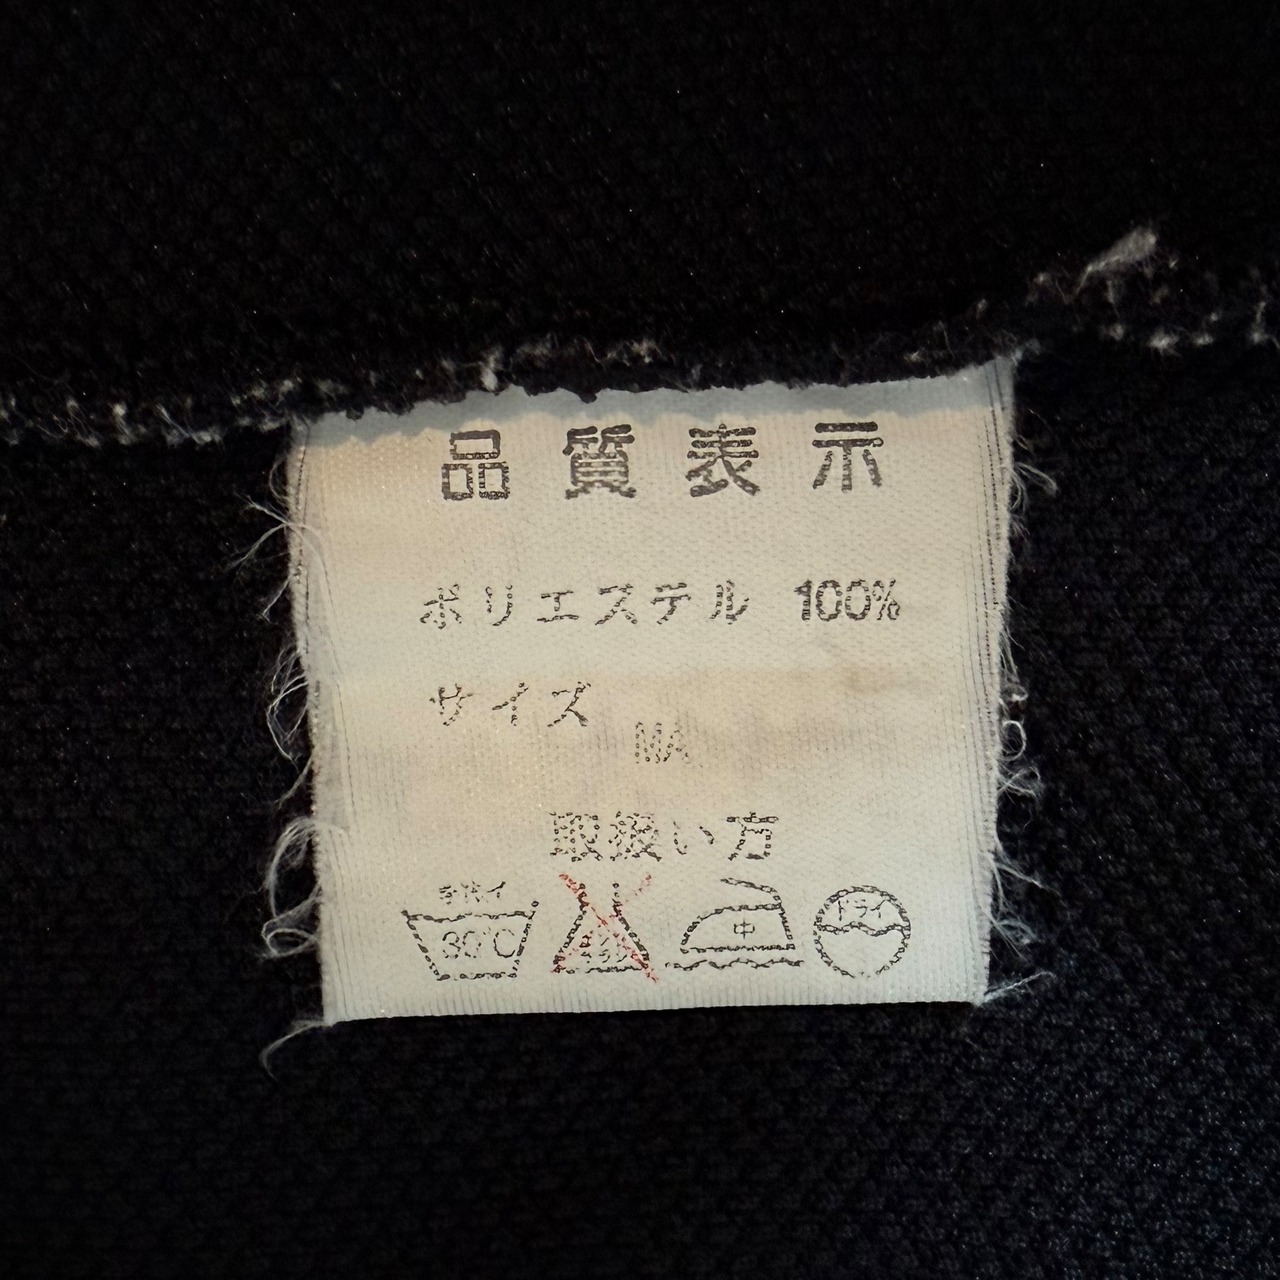 品質表示
ポリエステル 100%
サイズ
MA
取扱い方
手洗イ
30℃
中
ドライ